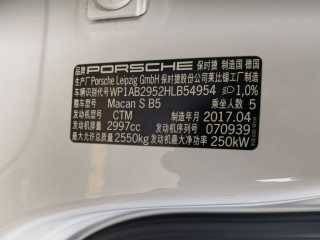 品牌 PORSCHE 保时捷 制造国 德国
生产厂 Porsche Leipzig GmbH 保时捷股份公司莱比锡工厂制造
车辆识别代号 WP1AB2952HLB54954 1,0%
整车型号 Macan S B5 乘坐人数 5
发动机型号 CTM 制造年月 2017.04
发动机排量 2997cc 发动机序列号 070939
最大允许总质量 2550kg 发动机最大净功率 250kW